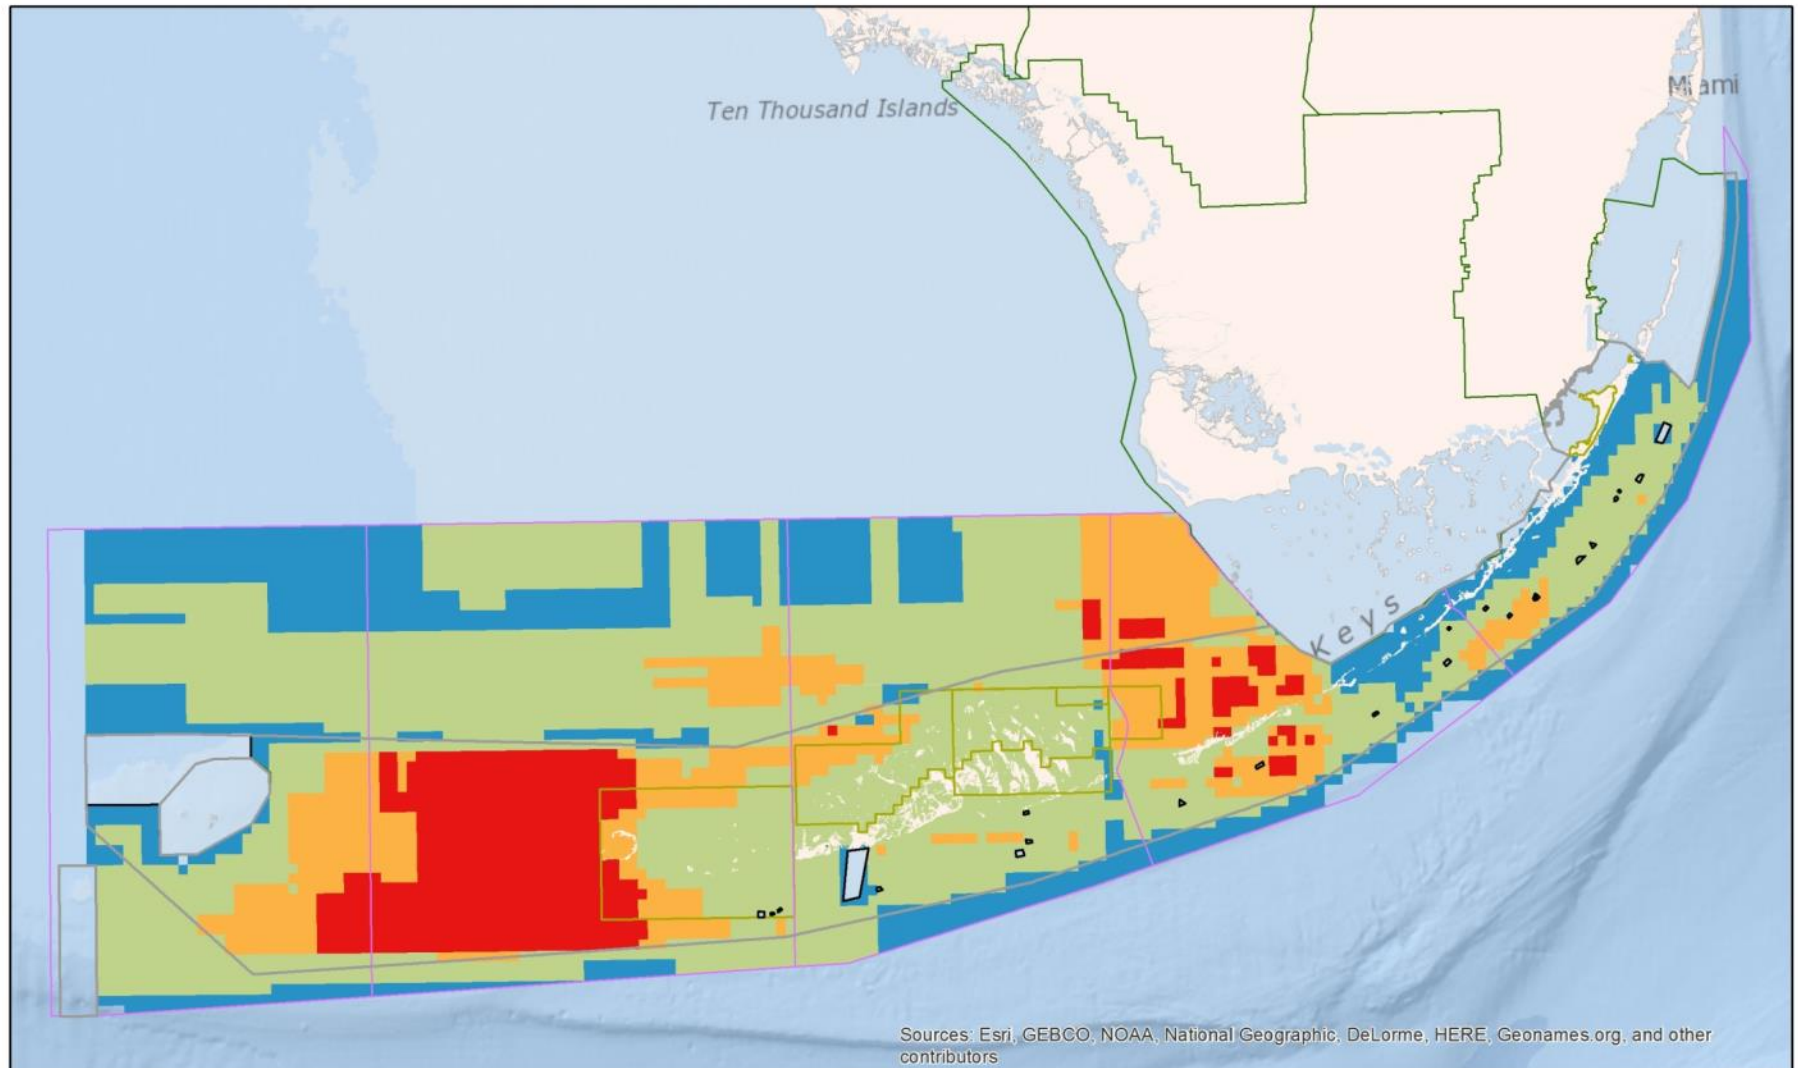 Miami
Ten Thousand Islands
Keys
Sources: Esri, GEBCO, NOAA, National Geographic, DeLorme, HERE, Geonames.org, and other
contributors